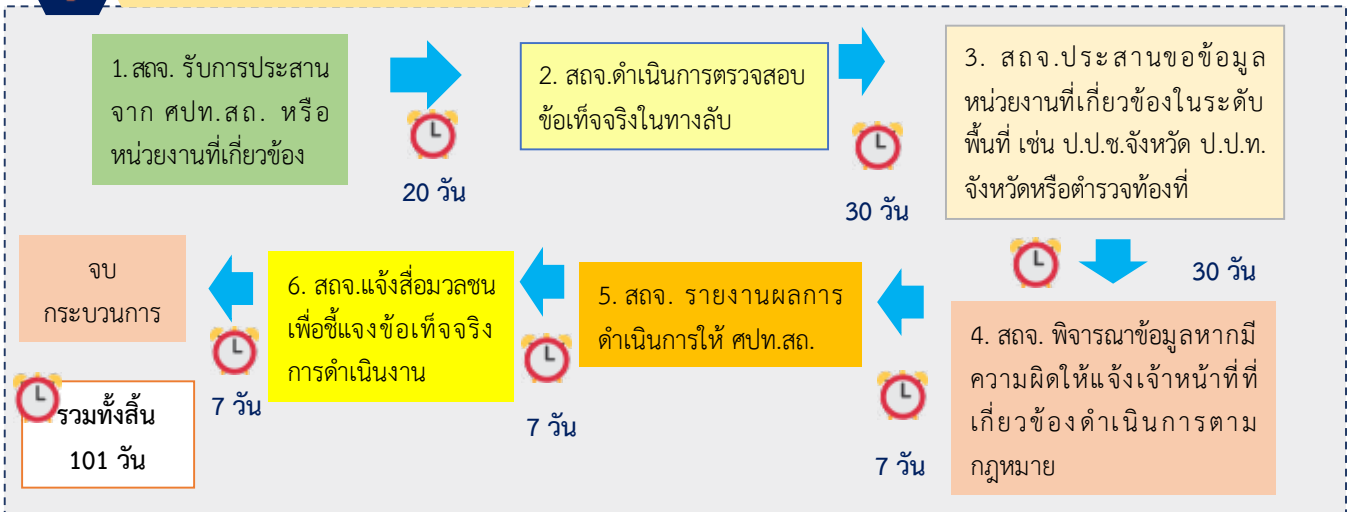 1. สถจ. รับการประสาน
จาก ศปท.สถ. หรือ
หน่วยงานที่เกี่ยวข้อง
20 วัน
2. สถจ.ดำเนินการตรวจสอบ
ข้อเท็จจริงในทางลับ
30 วัน
3. สถจ.ประสานขอข้อมูล
หน่วยงานที่เกี่ยวข้องในระดับ
พื้นที่ เช่น ป.ป.ช.จังหวัด ป.ป.ท.
จังหวัดหรือตำรวจท้องที่
30 วัน
4. สถจ. พิจารณาข้อมูลหากมี
ความผิดให้แจ้งเจ้าหน้าที่ที่
เกี่ยวข้องดำเนินการตาม
กฎหมาย
7 วัน
5. สถจ. รายงานผลการ
ดำเนินการให้ ศปท.สถ.
7 วัน
6. สถจ.แจ้งสื่อมวลชน
เพื่อชี้แจงข้อเท็จจริง
การดำเนินงาน
7 วัน
จบ
กระบวนการ
รวมทั้งสิ้น
101 วัน